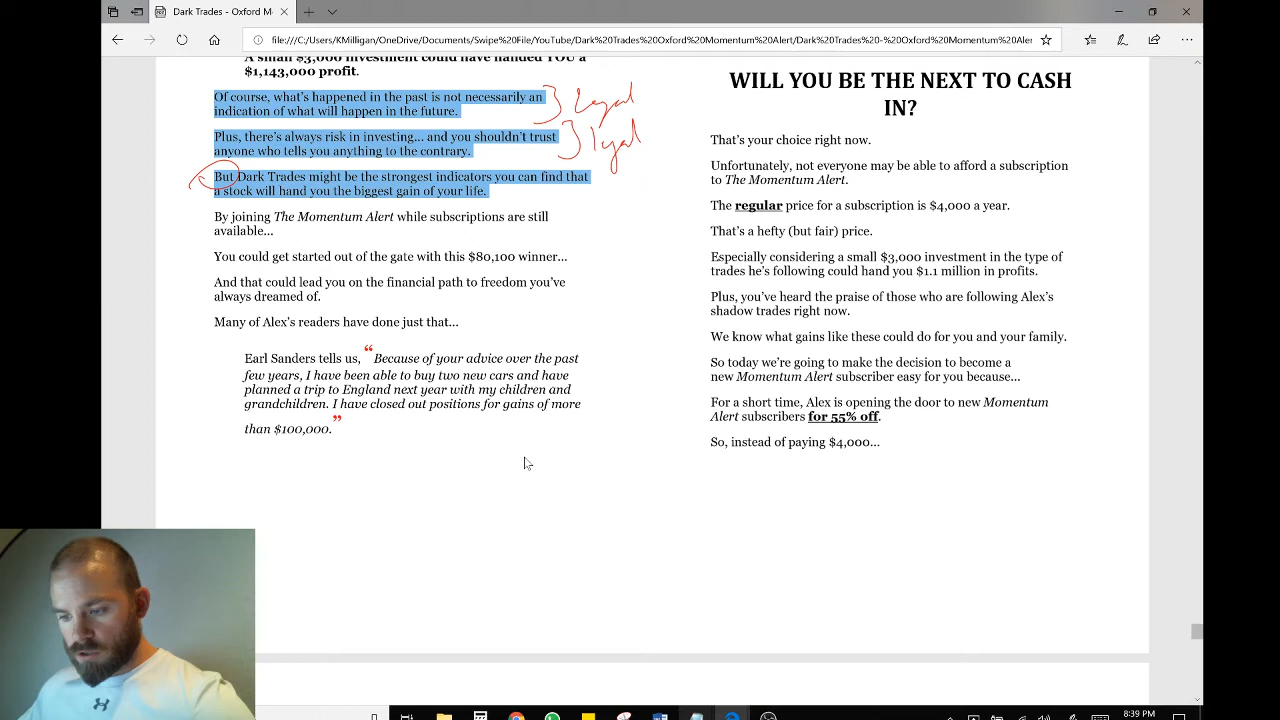 Dark Trades - Oxford M
file:///C:/Users/KMilligan/OneDrive/Documents/Swipe%20File/YouTube/Dark%20Trades%20Oxford%20Momentum%20Alert/Dark%20Trades%20-%20Oxford%20Momentum%20Aler
A small $3,000 investment could have handed YOU a
$1,143,000 profit.
Of course, what's happened in the past is not necessarily an
indication of what will happen in the future.
legal
Plus, there's always risk in investing... and you shouldn't trust
anyone who tells you anything to the contrary.
legal
But Dark Trades might be the strongest indicators you can find that
a stock will hand you the biggest gain of your life.
By joining The Momentum Alert while subscriptions are still
available...
You could get started out of the gate with this $80,100 winner...
And that could lead you on the financial path to freedom you've
always dreamed of.
Many of Alex's readers have done just that...
Earl Sanders tells us, “Because of your advice over the past
few years, I have been able to buy two new cars and have
planned a trip to England next year with my children and
grandchildren. I have closed out positions for gains of more
than $100,000.”
WILL YOU BE THE NEXT TO CASH
IN?
That's your choice right now.
Unfortunately, not everyone may be able to afford a subscription
to The Momentum Alert.
The regular price for a subscription is $4,000 a year.
That's a hefty (but fair) price.
Especially considering a small $3,000 investment in the type of
trades he's following could hand you $1.1 million in profits.
Plus, you've heard the praise of those who are following Alex's
shadow trades right now.
We know what gains like these could do for you and your family.
So today we're going to make the decision to become a
new Momentum Alert subscriber easy for you because...
For a short time, Alex is opening the door to new Momentum
Alert subscribers for 55% off.
So, instead of paying $4,000...
8:39 PM